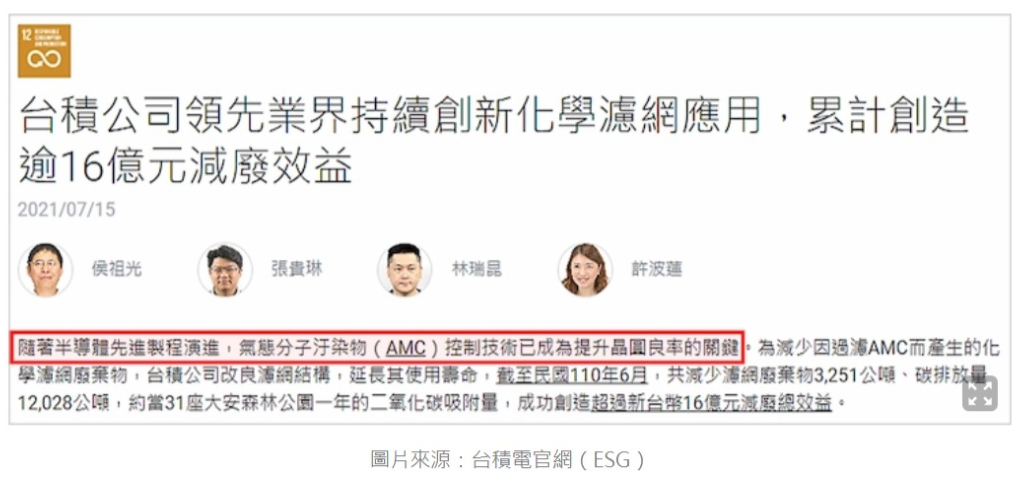 12 RESPONSIBLE
CONSUMPTION
AND PRODUCTION
台積公司領先業界持續創新化學濾網應用，累計創造
逾16億元減廢效益
2021/07/15
侯祖光 張貴琳 林瑞昆 許波蓮
隨著半導體先進製程演進，氣態分子汙染物（AMC）控制技術已成為提升晶圓良率的關鍵。為減少因過濾AMC而產生的化
學濾網廢棄物，台積公司改良濾網結構，延長其使用壽命，截至民國110年6月，共減少濾網廢棄物3,251公噸、碳排放量
12,028公噸，約當31座大安森林公園一年的二氧化碳吸附量，成功創造超過新台幣16億元減廢總效益。
圖片來源：台積電官網（ESG）